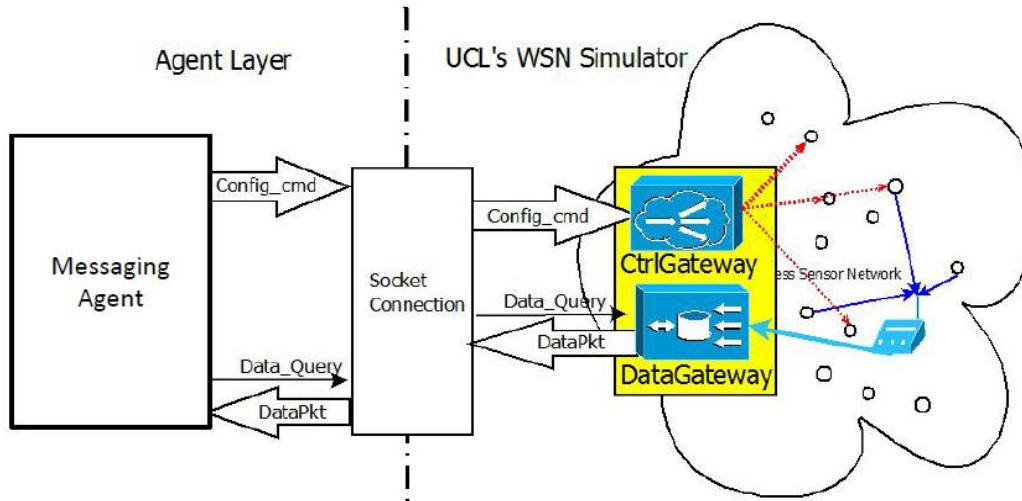 Agent Layer
UCL's WSN Simulator
Config_cmd
Config_cmd
Messaging
Agent
Socket
Connection
CtrlGateway
ess Sensor Network
Data_Query
DataPkt
DataGateway
Data_Query
DataPkt